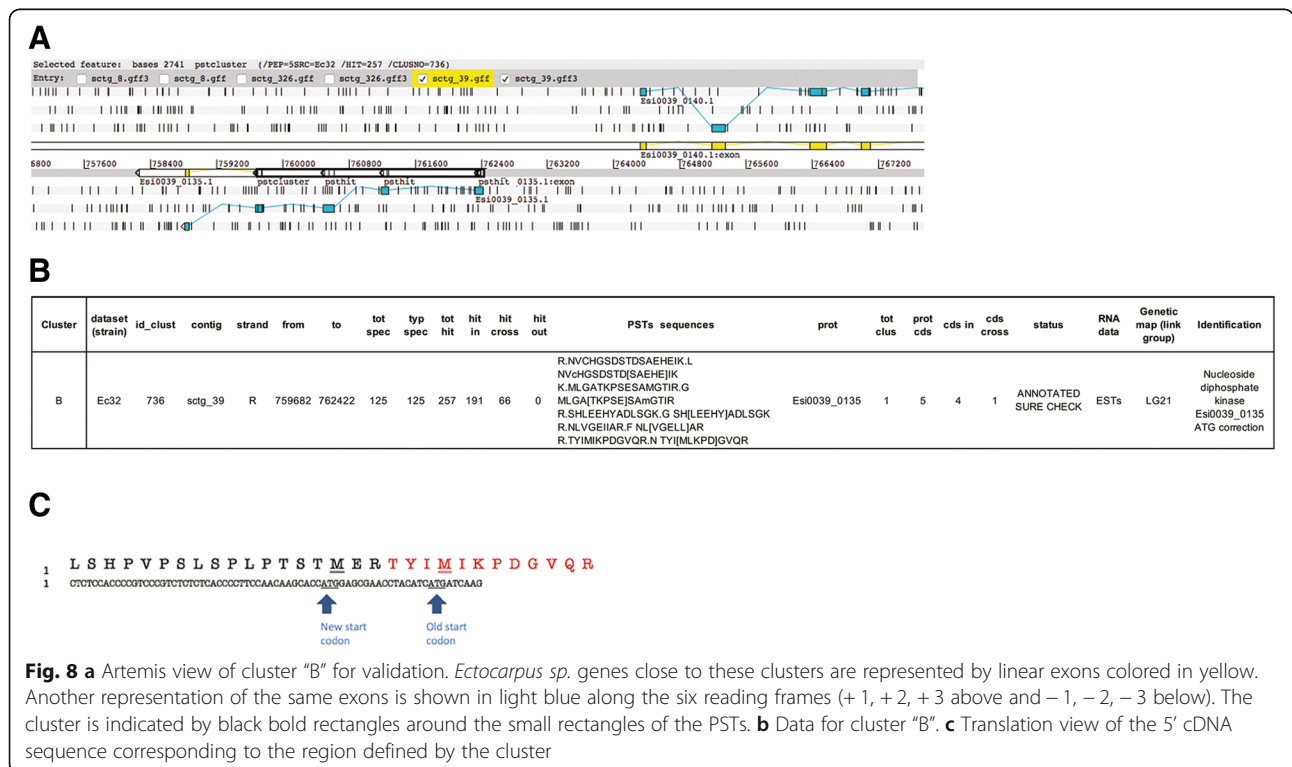 A
Selected feature: bases 2741 pstcluster (/PEP=5SRC=Ec32 /HIT=257 /CLUSNO=736)
Entry: sctg_8.gff3 sctg_8.gff sctg_326.gff sctg_326.gff3 sctg_39.gff sctg_39.gff3
Esi0039_0140.1
Esi0039_0140.1:exon
6800 757600 758400 759200 760000 760800 761600 762400 763200 764000 764800 765600 766400 767200
Esi0039_0135.1 pstcluster psthit psthit psthit 0135.1:exon
Esi0039_0135.1
B
Cluster dataset (strain) id_clust contig strand from to tot spec typ spec tot hit hit in hit cross hit out PSTs sequences prot tot clus prot cds cds in cds cross status RNA data Genetic map (link group) Identification
B Ec32 736 sctg_39 R 759682 762422 125 125 257 191 66 0
R.NVCHGSDSTDSAEHEIK.L
NVcHGSDSTD[SAEHE]IK
K.MLGATKPSESAMGTIR.G
MLGA[TKPSE]SAmGTIR
R.SHLEEHYADLSGK.G SH[LEEHY]ADLSGK
R.NLVGEIIAR.F NL[VGELL]AR
R.TYIMIKPDGVQR.N TYI[MLKPD]GVQR
Esi0039_0135 1 5 4 1 ANNOTATED SURE CHECK ESTs LG21
Nucleoside
diphosphate
kinase
Esi0039_0135
ATG correction
C
1 L S H P V P S L S P L P T S T M E R T Y I M I K P D G V Q R
1 CTCTCCACCCCGTCCCGTCTCTCTCACCCCTTCCAACAAGCACCATGGAGCGAACCTACATCATGATCAAG
New start codon
Old start codon
Fig. 8 a Artemis view of cluster “B” for validation. Ectocarpus sp. genes close to these clusters are represented by linear exons colored in yellow.
Another representation of the same exons is shown in light blue along the six reading frames (+ 1, + 2, + 3 above and − 1, − 2, − 3 below). The
cluster is indicated by black bold rectangles around the small rectangles of the PSTs. b Data for cluster “B”. c Translation view of the 5’ cDNA
sequence corresponding to the region defined by the cluster